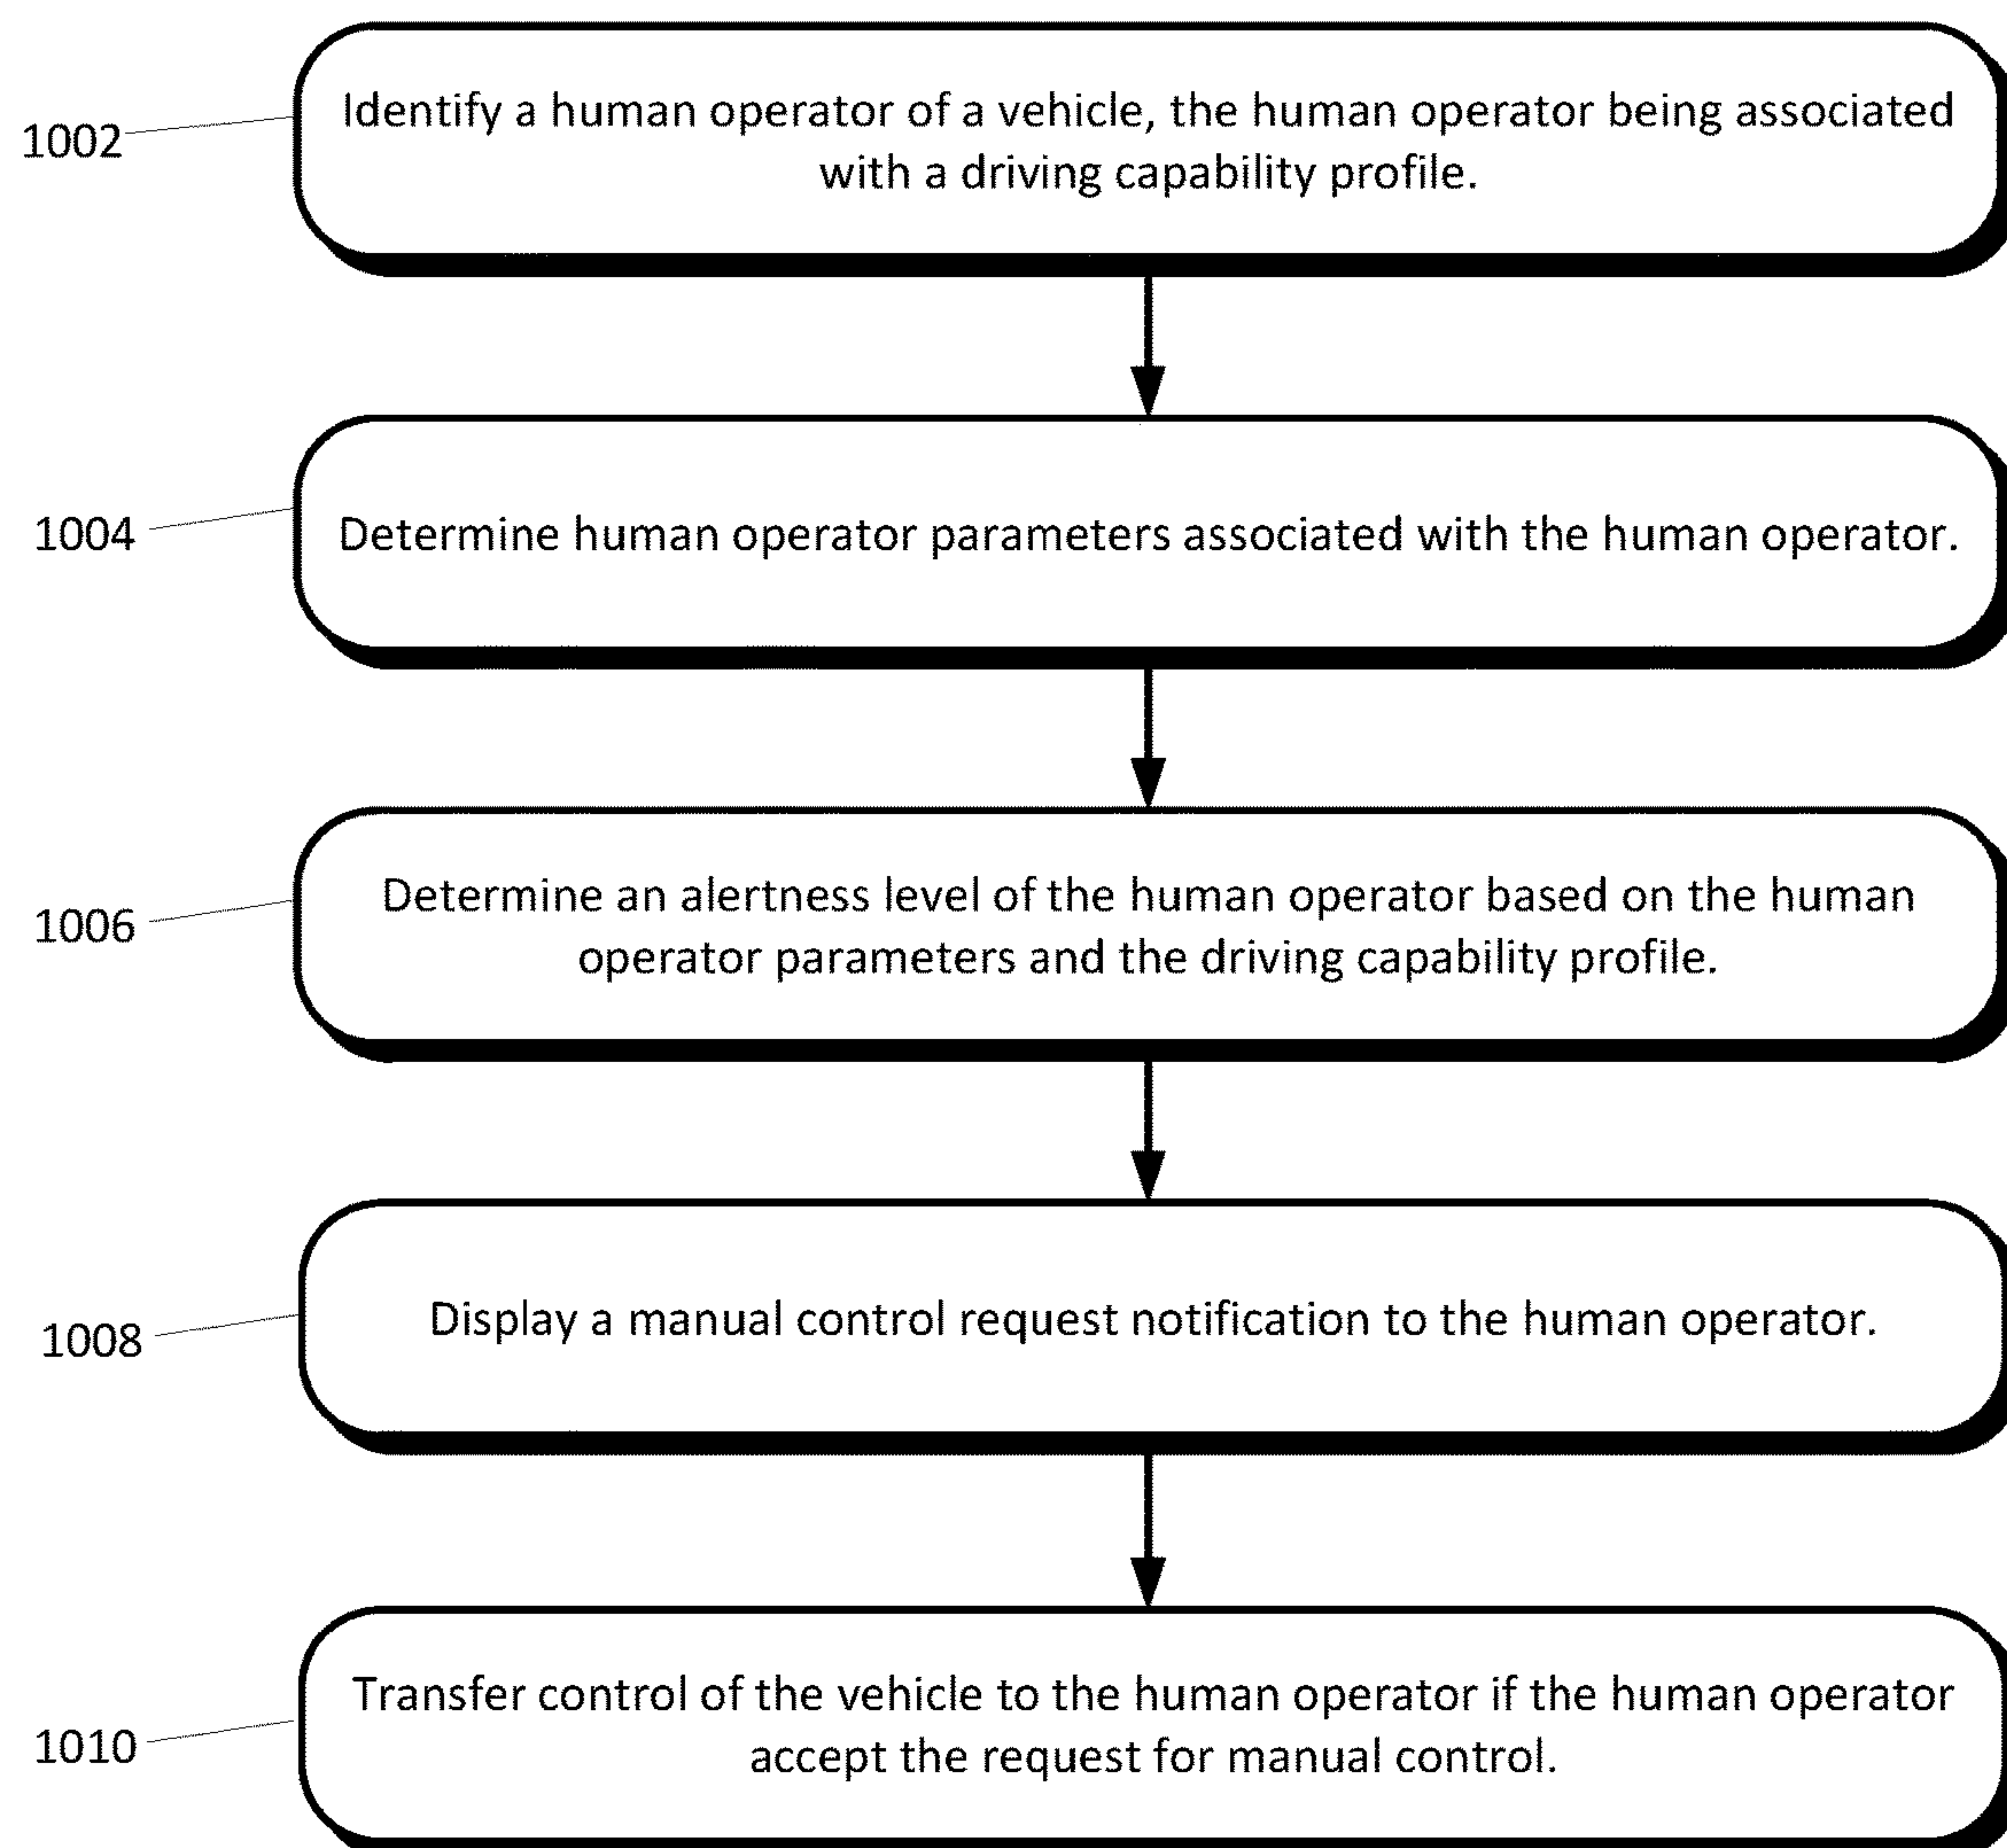 Identify a human operator of a vehicle, the human operator being associated
with a driving capability profile.
1002
Determine human operator parameters associated with the human operator.
1004
Determine an alertness level of the human operator based on the human
operator parameters and the driving capability profile.
1006
Display a manual control request notification to the human operator.
1008
Transfer control of the vehicle to the human operator if the human operator
accept the request for manual control.
1010